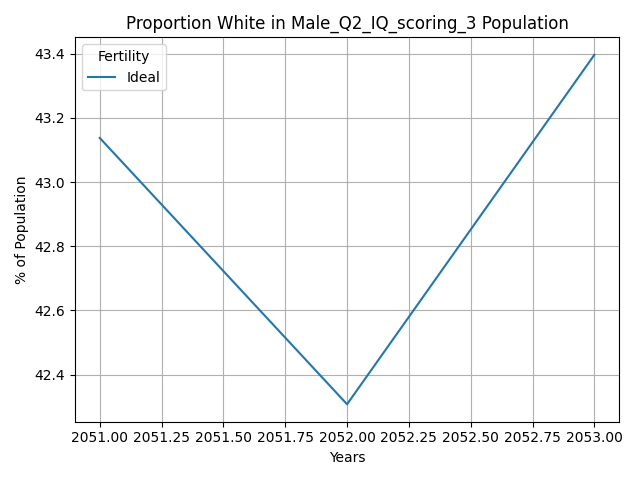 Proportion White in Male_Q2_IQ_scoring_3 Population
Fertility
Ideal
43.4
43.2
43.0
42.8
42.6
42.4
% of Population
2051.00 2051.25 2051.50 2051.75 2052.00 2052.25 2052.50 2052.75 2053.00
Years